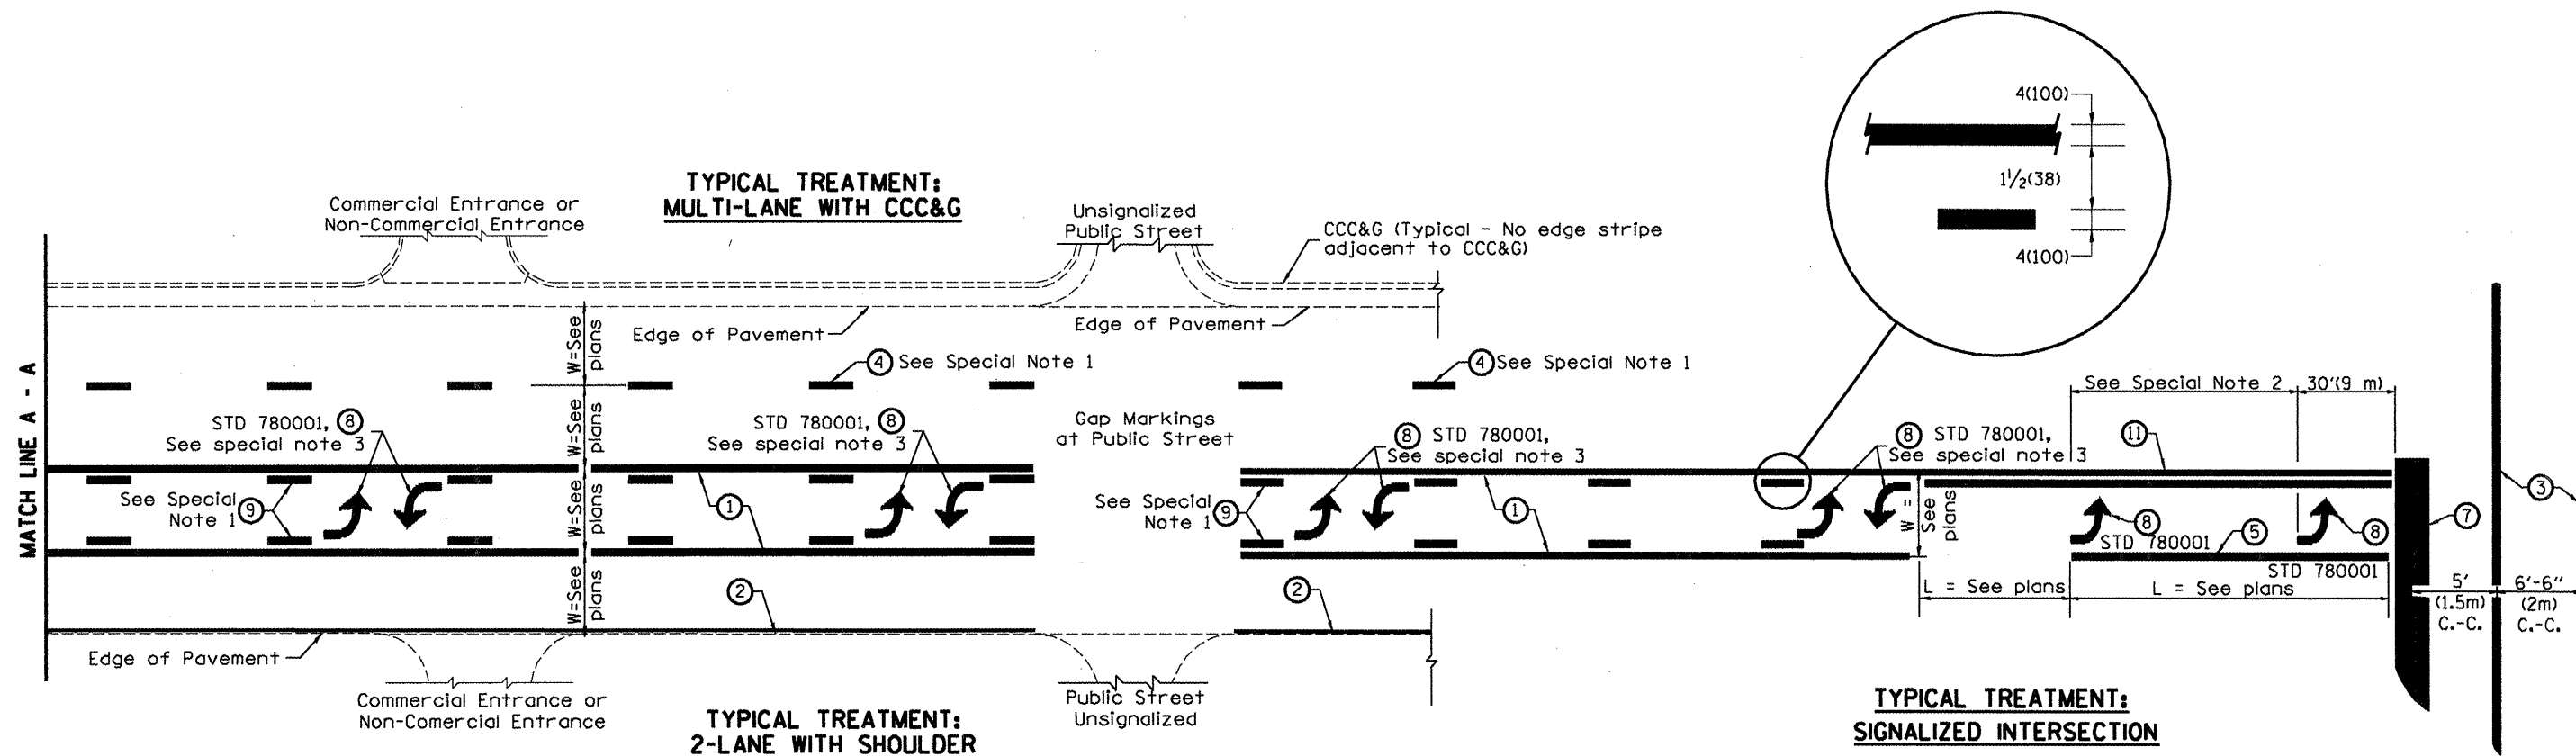 4(100)
1½(38)
4(100)
TYPICAL TREATMENT:
MULTI-LANE WITH CCC&G
Commercial Entrance or
Non-Commercial Entrance
Unsignalized
Public Street
CCC&G (Typical - No edge stripe
adjacent to CCC&G)
Edge of Pavement
Edge of Pavement
MATCH LINE A - A
W=See
plans
W=See
plans
W=See
plans
W=See
plans
4 See Special Note 1
4 See Special Note 1
See Special Note 2
30'(9 m)
STD 780001, 8
See special note 3
STD 780001, 8
See special note 3
Gap Markings
at Public Street
8 STD 780001,
See special note 3
8 STD 780001,
See special note 3
11
3
See Special
Note 1 9
1
See Special
Note 1 9
1
W =
See
plans
8
STD 780001
5
8
7
STD 780001
2
2
L = See plans
L = See plans
5'
(1.5m)
C.-C.
6'-6"
(2m)
C.-C.
Edge of Pavement
Commercial Entrance or
Non-Comercial Entrance
Public Street
Unsignalized
TYPICAL TREATMENT:
2-LANE WITH SHOULDER
TYPICAL TREATMENT:
SIGNALIZED INTERSECTION